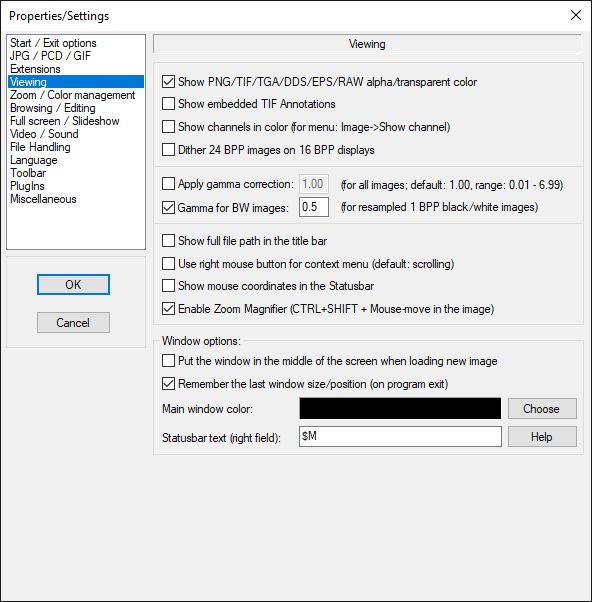 Properties/Settings
Start / Exit options
JPG / PCD / GIF
Extensions
Viewing
Zoom / Color management
Browsing / Editing
Full screen / Slideshow
Video / Sound
File Handling
Language
Toolbar
PlugIns
Miscellaneous
OK
Cancel
Viewing
Show PNG/TIF/TGA/DDS/EPS/RAW alpha/transparent color
Show embedded TIF Annotations
Show channels in color (for menu: Image->Show channel)
Dither 24 BPP images on 16 BPP displays
Apply gamma correction: 1.00 (for all images; default: 1.00, range: 0.01 - 6.99)
Gamma for BW images: 0.5 (for resampled 1 BPP black/white images)
Show full file path in the title bar
Use right mouse button for context menu (default: scrolling)
Show mouse coordinates in the Statusbar
Enable Zoom Magnifier (CTRL+SHIFT + Mouse-move in the image)
Window options:
Put the window in the middle of the screen when loading new image
Remember the last window size/position (on program exit)
Main window color: Choose
Statusbar text (right field): $M Help